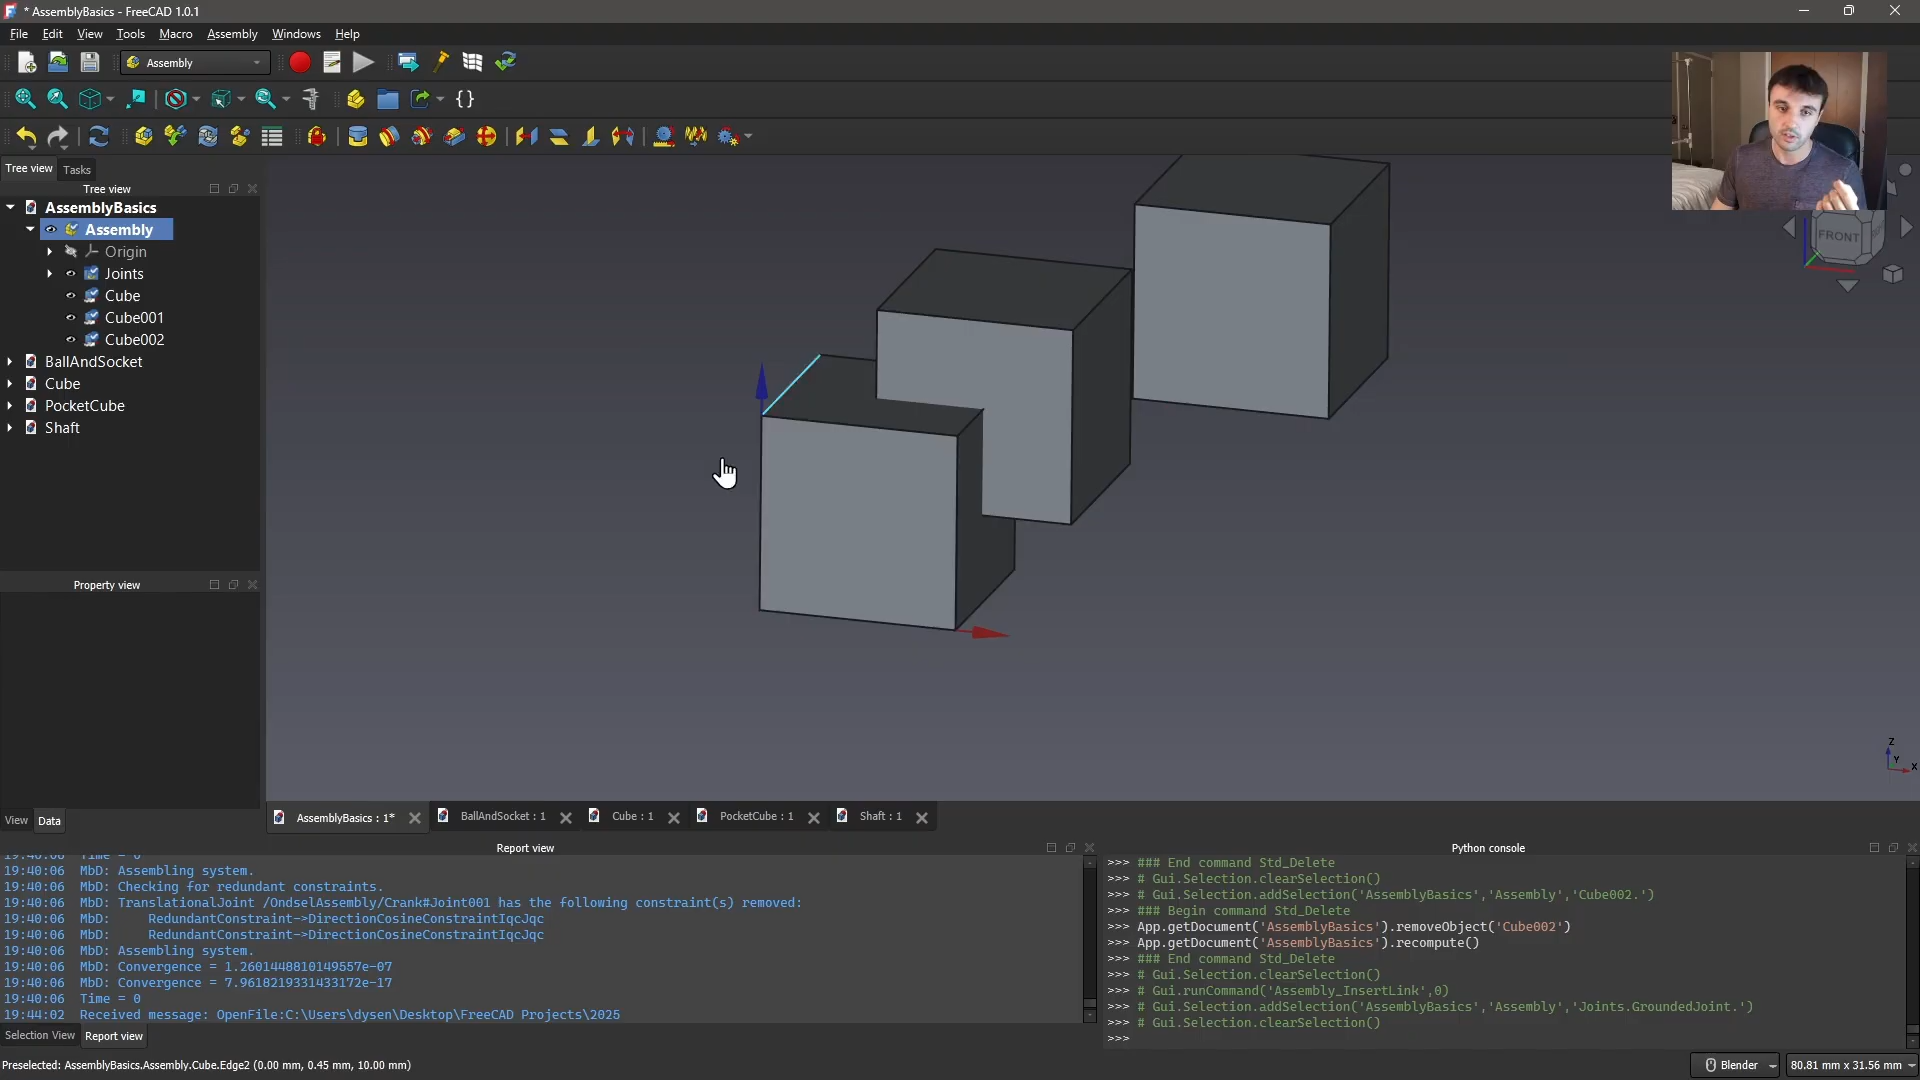 * AssemblyBasics - FreeCAD 1.0.1
File Edit View Tools Macro Assembly Windows Help
Assembly
Tree view Tasks
Tree view
AssemblyBasics
Assembly
Origin
Joints
Cube
Cube001
Cube002
BallAndSocket
Cube
PocketCube
Shaft
FRONT
Property view
Z
Y
X
View Data
AssemblyBasics : 1*
BallAndSocket : 1
Cube : 1
PocketCube : 1
Shaft : 1
Report view
19:40:06 Time = 0
19:40:06 MbD: Assembling system.
19:40:06 MbD: Checking for redundant constraints.
19:40:06 MbD: TranslationalJoint /OndselAssembly/Crank#Joint001 has the following constraint(s) removed:
19:40:06 MbD: RedundantConstraint->DirectionCosineConstraintIqcJqc
19:40:06 MbD: RedundantConstraint->DirectionCosineConstraintIqcJqc
19:40:06 MbD: Assembling system.
19:40:06 MbD: Convergence = 1.2601448810149557e-07
19:40:06 MbD: Convergence = 7.9618219331433172e-17
19:40:06 Time = 0
19:44:02 Received message: OpenFile:C:\Users\dysen\Desktop\FreeCAD Projects\2025
Selection View Report view
Python console
>>> ### End command Std_Delete
>>> # Gui.Selection.clearSelection()
>>> # Gui.Selection.addSelection('AssemblyBasics','Assembly','Cube002.')
>>> ### Begin command Std_Delete
>>> App.getDocument('AssemblyBasics').removeObject('Cube002')
>>> App.getDocument('AssemblyBasics').recompute()
>>> ### End command Std_Delete
>>> # Gui.Selection.clearSelection()
>>> # Gui.runCommand('Assembly_InsertLink',0)
>>> # Gui.Selection.addSelection('AssemblyBasics','Assembly','Joints.GroundedJoint.')
>>> # Gui.Selection.clearSelection()
>>>
Preselected: AssemblyBasics.Assembly.Cube.Edge2 (0.00 mm, 0.45 mm, 10.00 mm)
Blender
80.81 mm x 31.56 mm